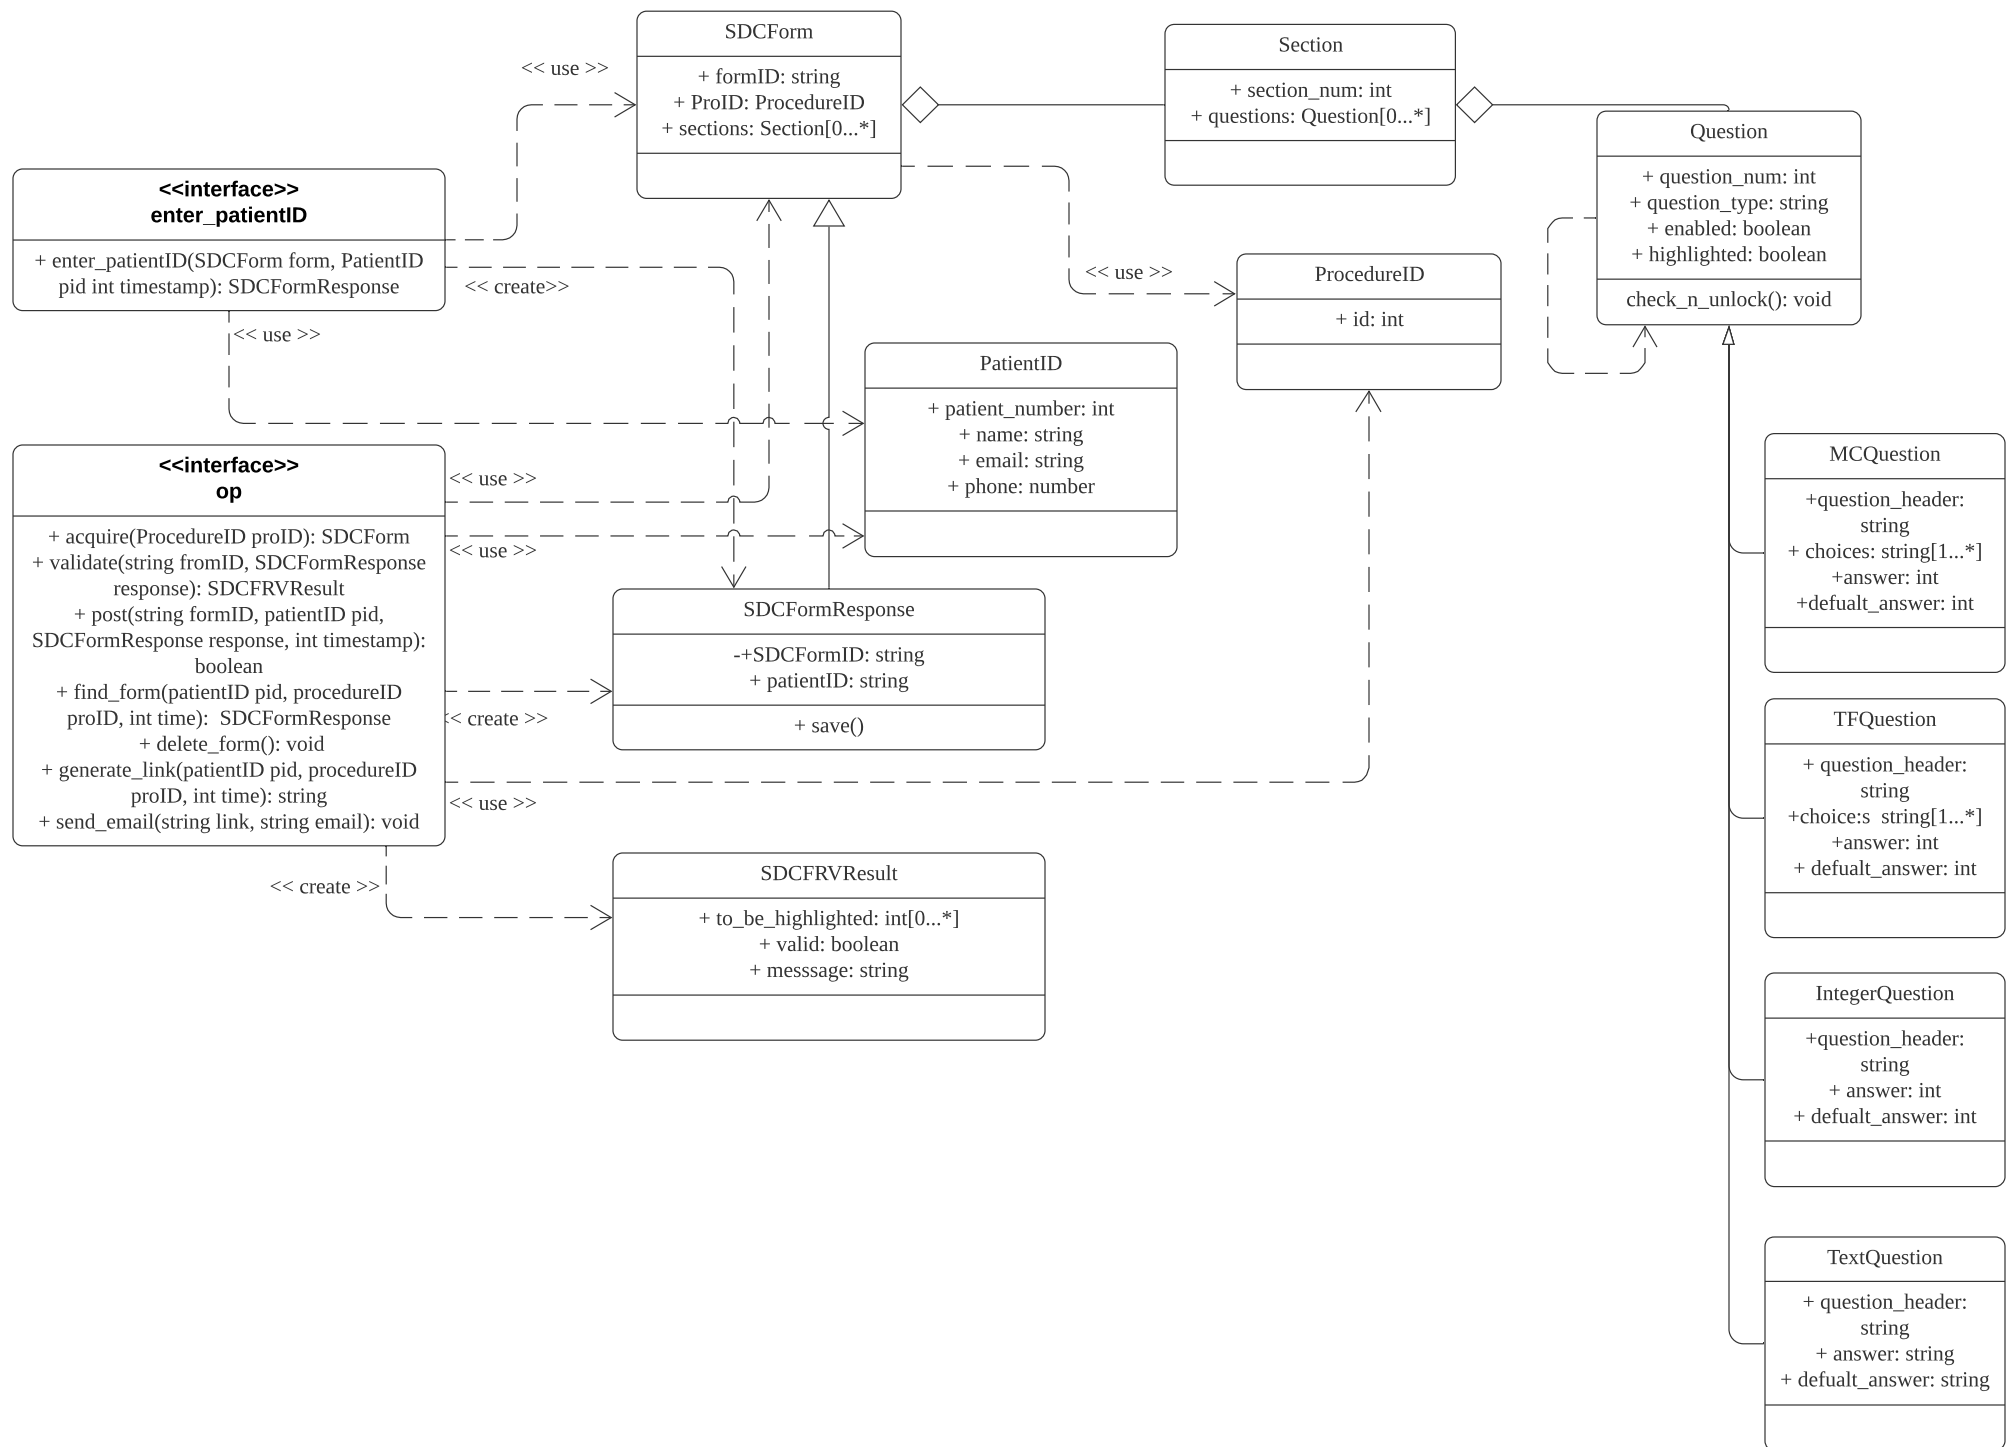 SDCForm
+ formID: string
+ ProID: ProcedureID
+ sections: Section[0...*]
<< use >>
Section
+ section_num: int
+ questions: Question[0...*]
Question
+ question_num: int
+ question_type: string
+ enabled: boolean
+ highlighted: boolean
check_n_unlock(): void
<<interface>>
enter_patientID
+ enter_patientID(SDCForm form, PatientID
pid int timestamp): SDCFormResponse
<< create>>
<< use >>
<< use >>
ProcedureID
+ id: int
PatientID
+ patient_number: int
+ name: string
+ email: string
+ phone: number
<<interface>>
op
+ acquire(ProcedureID proID): SDCForm
+ validate(string fromID, SDCFormResponse
response): SDCFRVResult
+ post(string formID, patientID pid,
SDCFormResponse response, int timestamp):
boolean
+ find_form(patientID pid, procedureID
proID, int time):  SDCFormResponse
+ delete_form(): void
+ generate_link(patientID pid, procedureID
proID, int time): string
+ send_email(string link, string email): void
<< use >>
<< use >>
<< create >>
<< use >>
<< create >>
SDCFormResponse
-+SDCFormID: string
+ patientID: string
+ save()
SDCFRVResult
+ to_be_highlighted: int[0...*]
+ valid: boolean
+ messsage: string
MCQuestion
+question_header:
string
+ choices: string[1...*]
+answer: int
+defualt_answer: int
TFQuestion
+ question_header:
string
+choice:s  string[1...*]
+answer: int
+ defualt_answer: int
IntegerQuestion
+question_header:
string
+ answer: int
+ defualt_answer: int
TextQuestion
+ question_header:
string
+ answer: string
+ defualt_answer: string